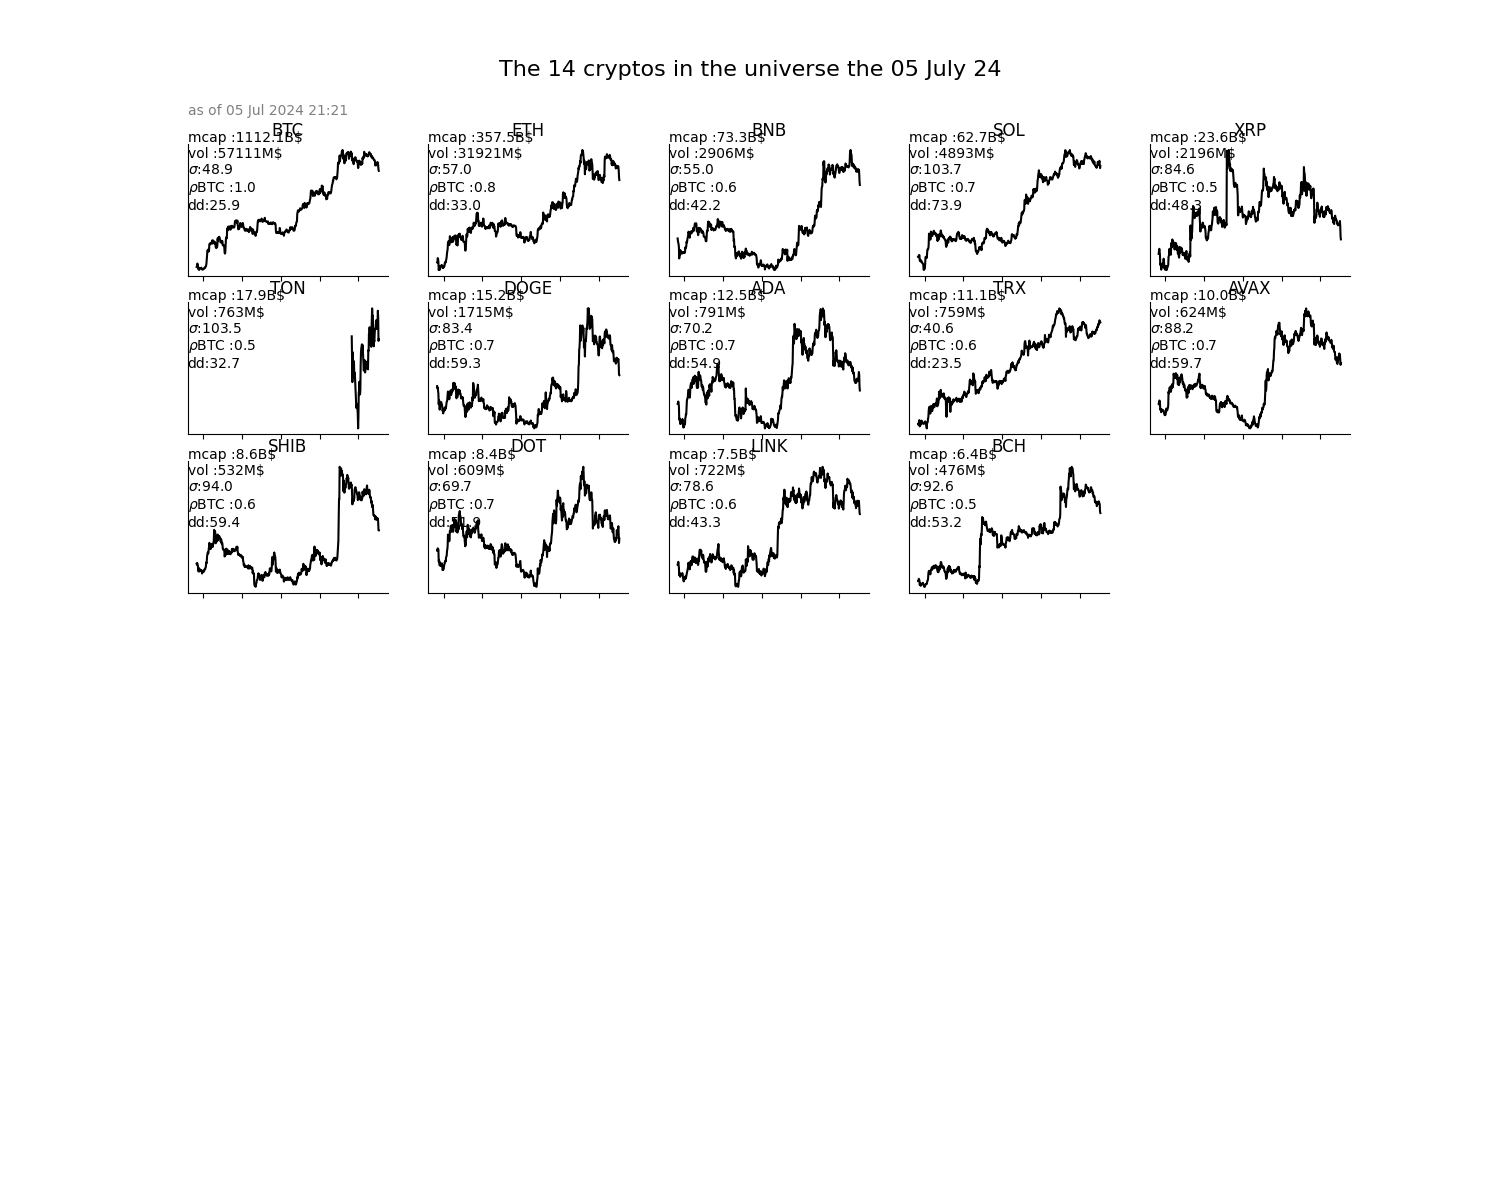 The 14 cryptos in the universe the 05 July 24
as of 05 Jul 2024 21:21
BTC
mcap :1112.1B$
vol :57111M$
σ:48.9
ρBTC :1.0
dd:25.9
ETH
mcap :357.5B$
vol :31921M$
σ:57.0
ρBTC :0.8
dd:33.0
BNB
mcap :73.3B$
vol :2906M$
σ:55.0
ρBTC :0.6
dd:42.2
SOL
mcap :62.7B$
vol :4893M$
σ:103.7
ρBTC :0.7
dd:73.9
XRP
mcap :23.6B$
vol :2196M$
σ:84.6
ρBTC :0.5
dd:48.3
TON
mcap :17.9B$
vol :763M$
σ:103.5
ρBTC :0.5
dd:32.7
DOGE
mcap :15.2B$
vol :1715M$
σ:83.4
ρBTC :0.7
dd:59.3
ADA
mcap :12.5B$
vol :791M$
σ:70.2
ρBTC :0.7
dd:54.9
TRX
mcap :11.1B$
vol :759M$
σ:40.6
ρBTC :0.6
dd:23.5
AVAX
mcap :10.0B$
vol :624M$
σ:88.2
ρBTC :0.7
dd:59.7
SHIB
mcap :8.6B$
vol :532M$
σ:94.0
ρBTC :0.6
dd:59.4
DOT
mcap :8.4B$
vol :609M$
σ:69.7
ρBTC :0.7
dd:51.9
LINK
mcap :7.5B$
vol :722M$
σ:78.6
ρBTC :0.6
dd:43.3
BCH
mcap :6.4B$
vol :476M$
σ:92.6
ρBTC :0.5
dd:53.2